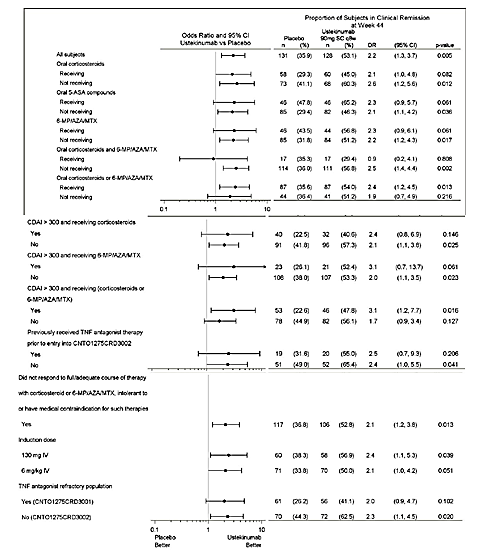 Proportion of Subjects in Clinical Remission
at Week 44
Odds Ratio and 95% CI
Ustekinumab vs Placebo
Placebo
Ustekinumab
90mg SC q8w
n (%) n (%) OR (95% CI) p-value
All subjects 131 (35.9) 128 (53.1) 2.2 (1.3, 3.7) 0.005
Oral corticosteroids
Receiving 58 (29.3) 60 (45.0) 2.1 (1.0, 4.8) 0.082
Not receiving 73 (41.1) 68 (60.3) 2.6 (1.2, 5.6) 0.012
Oral 5-ASA compounds
Receiving 46 (47.8) 46 (65.2) 2.3 (0.9, 5.7) 0.061
Not receiving 85 (29.4) 82 (46.3) 2.1 (1.1, 4.2) 0.036
6-MP/AZA/MTX
Receiving 46 (43.5) 44 (56.8) 2.3 (0.9, 6.1) 0.061
Not receiving 85 (31.8) 84 (51.2) 2.2 (1.2, 4.3) 0.017
Oral corticosteroids and 6-MP/AZA/MTX
Receiving 17 (35.3) 17 (29.4) 0.9 (0.2, 4.1) 0.808
Not receiving 114 (36.0) 111 (56.8) 2.5 (1.4, 4.4) 0.002
Oral corticosteroids or 6-MP/AZA/MTX
Receiving 87 (35.6) 87 (54.0) 2.4 (1.2, 4.5) 0.013
Not receiving 44 (36.4) 41 (51.2) 1.9 (0.7, 4.9) 0.216
0.1 1 10
CDAI > 300 and receiving corticosteroids
Yes 40 (22.5) 32 (40.6) 2.4 (0.8, 6.9) 0.146
No 91 (41.8) 96 (57.3) 2.1 (1.1, 3.8) 0.025
CDAI > 300 and receiving 6-MP/AZA/MTX
Yes 23 (26.1) 21 (52.4) 3.1 (0.7, 13.7) 0.061
No 108 (38.0) 107 (53.3) 2.0 (1.1, 3.5) 0.023
CDAI > 300 and receiving (corticosteroids or
6-MP/AZA/MTX)
Yes 53 (22.6) 46 (47.8) 3.1 (1.2, 7.7) 0.016
No 78 (44.9) 82 (56.1) 1.7 (0.9, 3.4) 0.127
Previously received TNF antagonist therapy
prior to entry into CNTO1275CRD3002
Yes 19 (31.6) 20 (55.0) 2.5 (0.7, 9.3) 0.206
No 51 (49.0) 52 (65.4) 2.4 (1.0, 5.5) 0.041
Did not respond to full/adequate course of therapy
with corticosteroid or 6-MP/AZA/MTX, intolerant to
or have medical contraindication for such therapies
Yes 117 (36.8) 106 (52.8) 2.1 (1.2, 3.8) 0.013
Induction dose
130 mg IV 60 (38.3) 58 (56.9) 2.4 (1.1, 5.3) 0.039
6 mg/kg IV 71 (33.8) 70 (50.0) 2.1 (1.0, 4.2) 0.051
TNF antagonist refractory population
Yes (CNTO1275CRD3001) 61 (26.2) 56 (41.1) 2.0 (0.9, 4.7) 0.102
No (CNTO1275CRD3002) 70 (44.3) 72 (62.5) 2.3 (1.1, 4.5) 0.020
0.1 1 10
Placebo Better
Ustekinumab Better